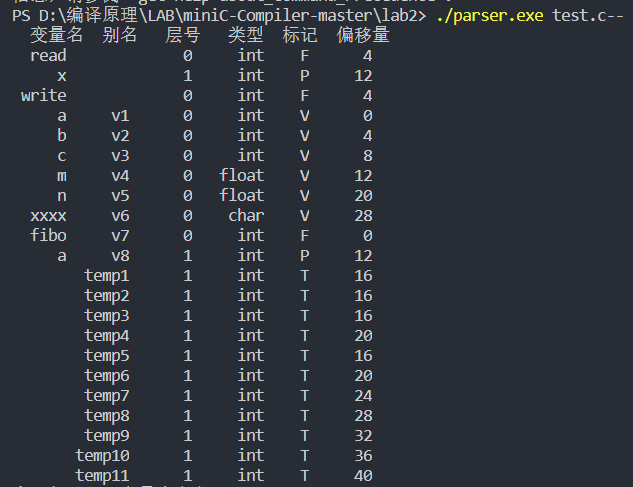 PS D:\编译原理\LAB\miniC-Compiler-master\lab2> ./parser.exe test.c--
变量名 别名 层号 类型 标记 偏移量
read 0 int F 4
x 1 int P 12
write 0 int F 4
a v1 0 int V 0
b v2 0 int V 4
c v3 0 int V 8
m v4 0 float V 12
n v5 0 float V 20
xxxx v6 0 char V 28
fibo v7 0 int F 0
a v8 1 int P 12
temp1 1 int T 16
temp2 1 int T 16
temp3 1 int T 16
temp4 1 int T 20
temp5 1 int T 16
temp6 1 int T 20
temp7 1 int T 24
temp8 1 int T 28
temp9 1 int T 32
temp10 1 int T 36
temp11 1 int T 40